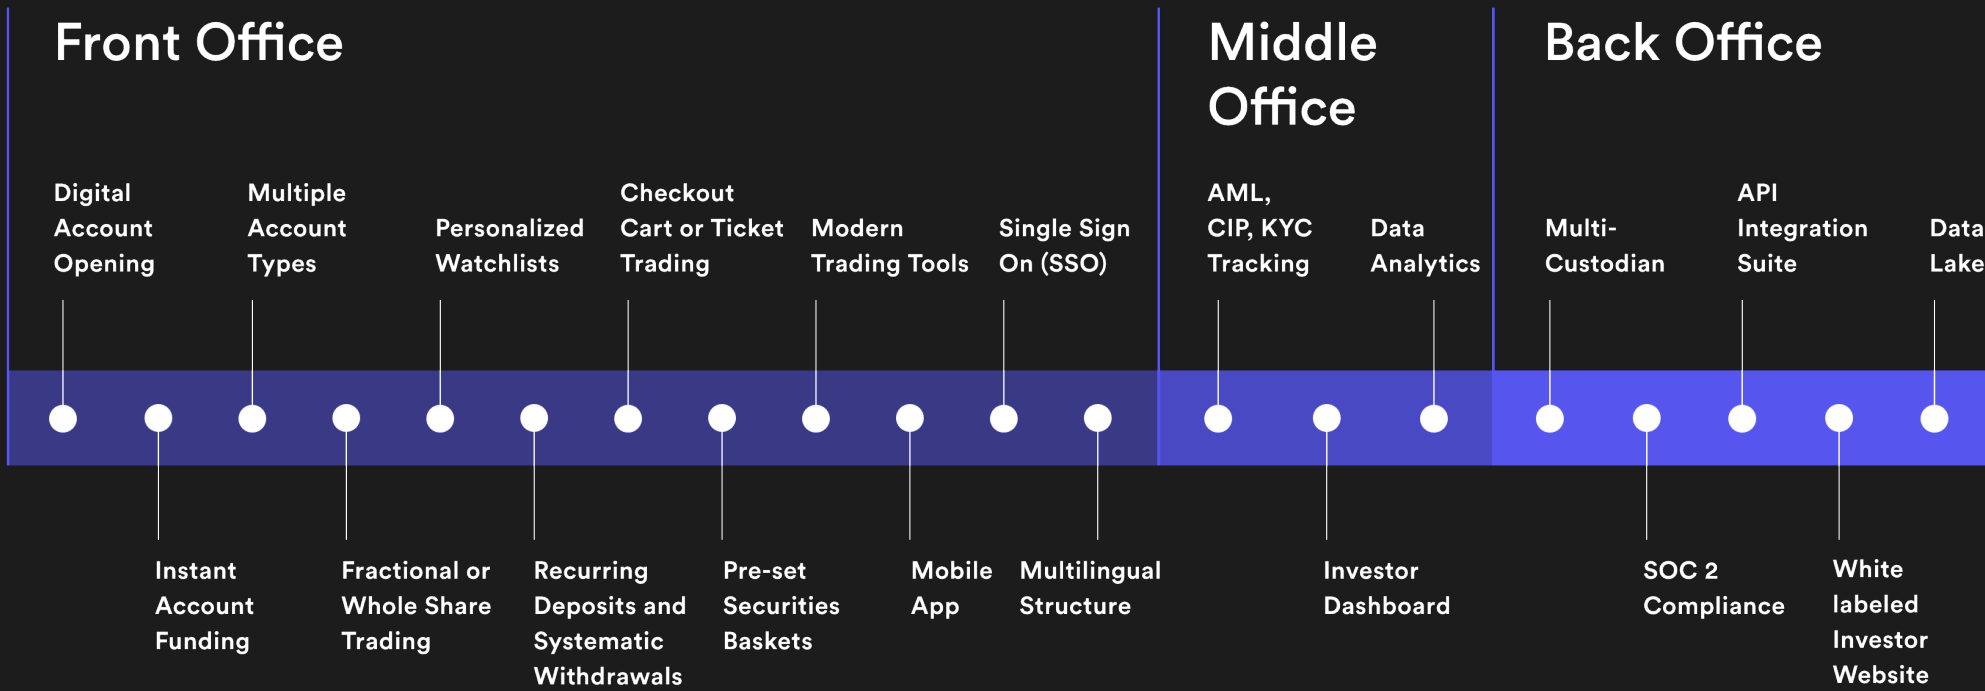 Front Office
Middle
Office
Back Office
Digital
Account
Opening
Multiple
Account
Types
Personalized
Watchlists
Checkout
Cart or Ticket
Trading
Modern
Trading Tools
Single Sign
On (SSO)
AML,
CIP, KYC
Tracking
Data
Analytics
Multi-
Custodian
API
Integration
Suite
Data
Lake
Instant
Account
Funding
Fractional or
Whole Share
Trading
Recurring
Deposits and
Systematic
Withdrawals
Pre-set
Securities
Baskets
Mobile
App
Multilingual
Structure
Investor
Dashboard
SOC 2
Compliance
White
labeled
Investor
Website